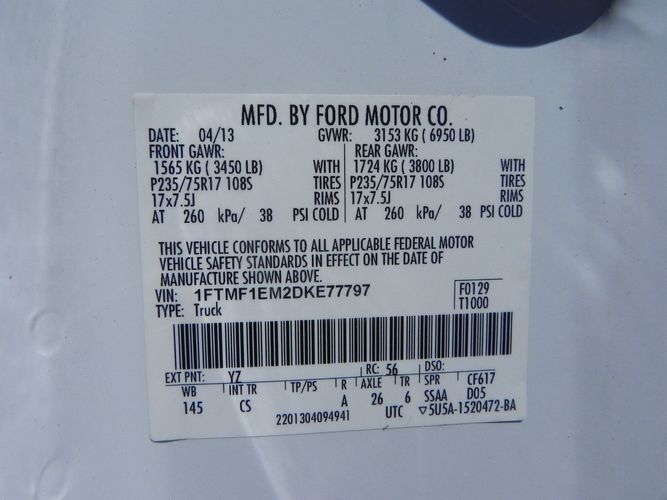 MFD. BY FORD MOTOR CO.
DATE: 04/13 GVWR: 3153 KG ( 6950 LB)
FRONT GAWR: REAR GAWR:
1565 KG ( 3450 LB) WITH 1724 KG ( 3800 LB) WITH
P235/75R17 108S TIRES P235/75R17 108S TIRES
17x7.5J RIMS 17x7.5J RIMS
AT 260 kPa/ 38 PSI COLD AT 260 kPa/ 38 PSI COLD
THIS VEHICLE CONFORMS TO ALL APPLICABLE FEDERAL MOTOR
VEHICLE SAFETY STANDARDS IN EFFECT ON THE DATE OF
MANUFACTURE SHOWN ABOVE.
VIN: 1FTMF1EM2DKE77797 F0129
TYPE: Truck T1000
EXT PNT: YZ RC: 56 DSO:
WB INT TR TP/PS R AXLE TR SPR CF617
145 CS A 26 6 SSAA D05
2201304094941 UTC ▽5U5A-1520472-BA